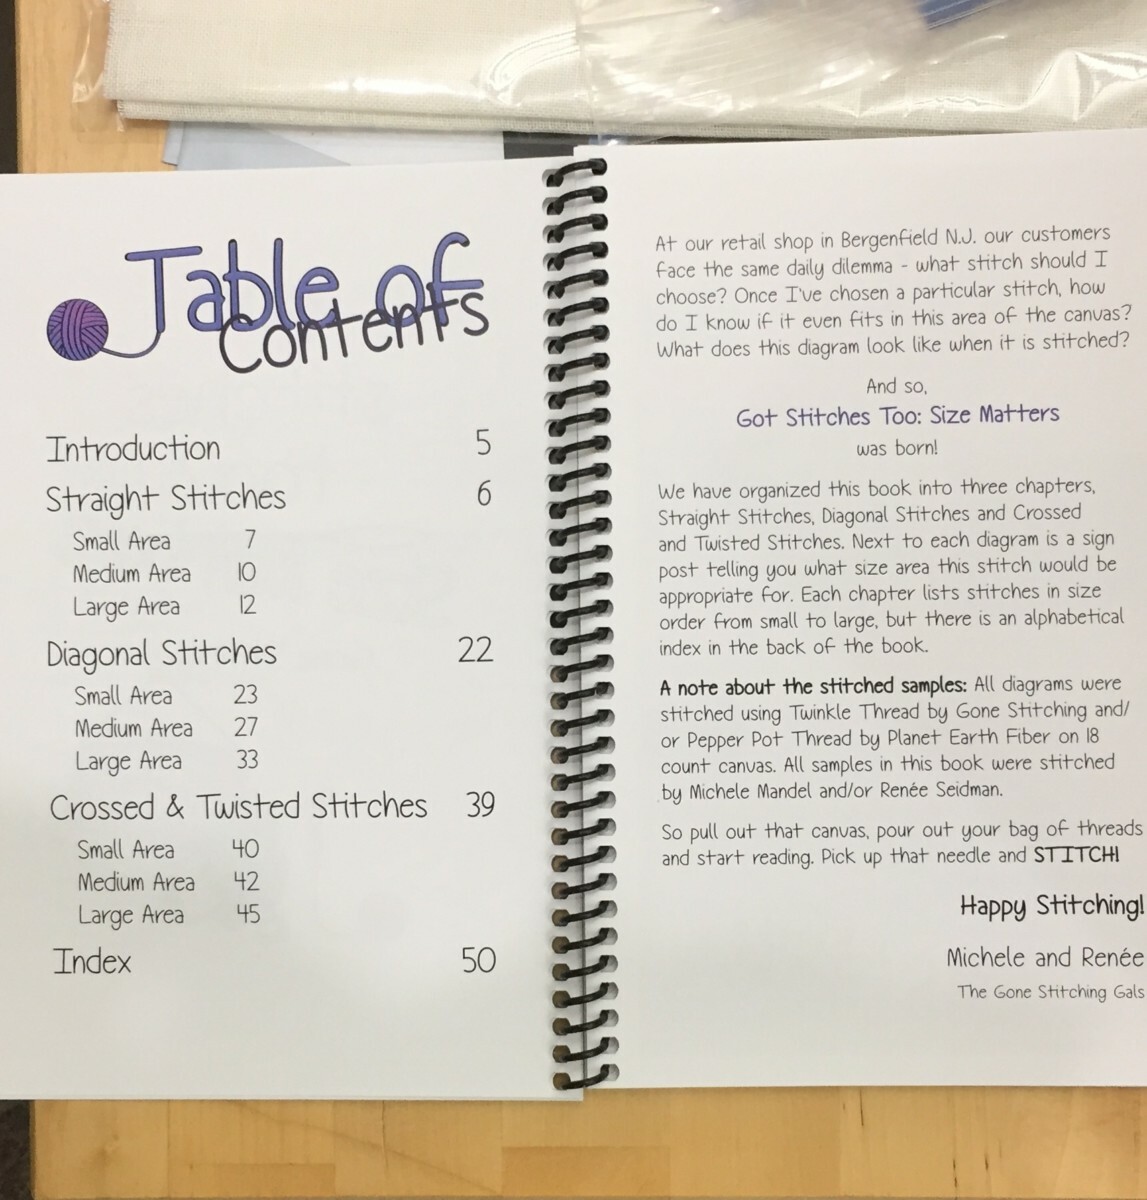 Table of
Contents
Introduction 5
Straight Stitches 6
Small Area 7
Medium Area 10
Large Area 12
Diagonal Stitches 22
Small Area 23
Medium Area 27
Large Area 33
Crossed & Twisted Stitches 39
Small Area 40
Medium Area 42
Large Area 45
Index 50
At our retail shop in Bergenfield N.J. our customers
face the same daily dilemma - what stitch should I
choose? Once I've chosen a particular stitch, how
do I know if it even fits in this area of the canvas?
What does this diagram look like when it is stitched?
And so,
Got Stitches Too: Size Matters
was born!
We have organized this book into three chapters,
Straight Stitches, Diagonal Stitches and Crossed
and Twisted Stitches. Next to each diagram is a sign
post telling you what size area this stitch would be
appropriate for. Each chapter lists stitches in size
order from small to large, but there is an alphabetical
index in the back of the book.
A note about the stitched samples: All diagrams were
stitched using Twinkle Thread by Gone Stitching and/
or Pepper Pot Thread by Planet Earth Fiber on 18
count canvas. All samples in this book were stitched
by Michele Mandel and/or Renée Seidman.
So pull out that canvas, pour out your bag of threads
and start reading. Pick up that needle and STITCH!
Happy Stitching!
Michele and Renée
The Gone Stitching Gals